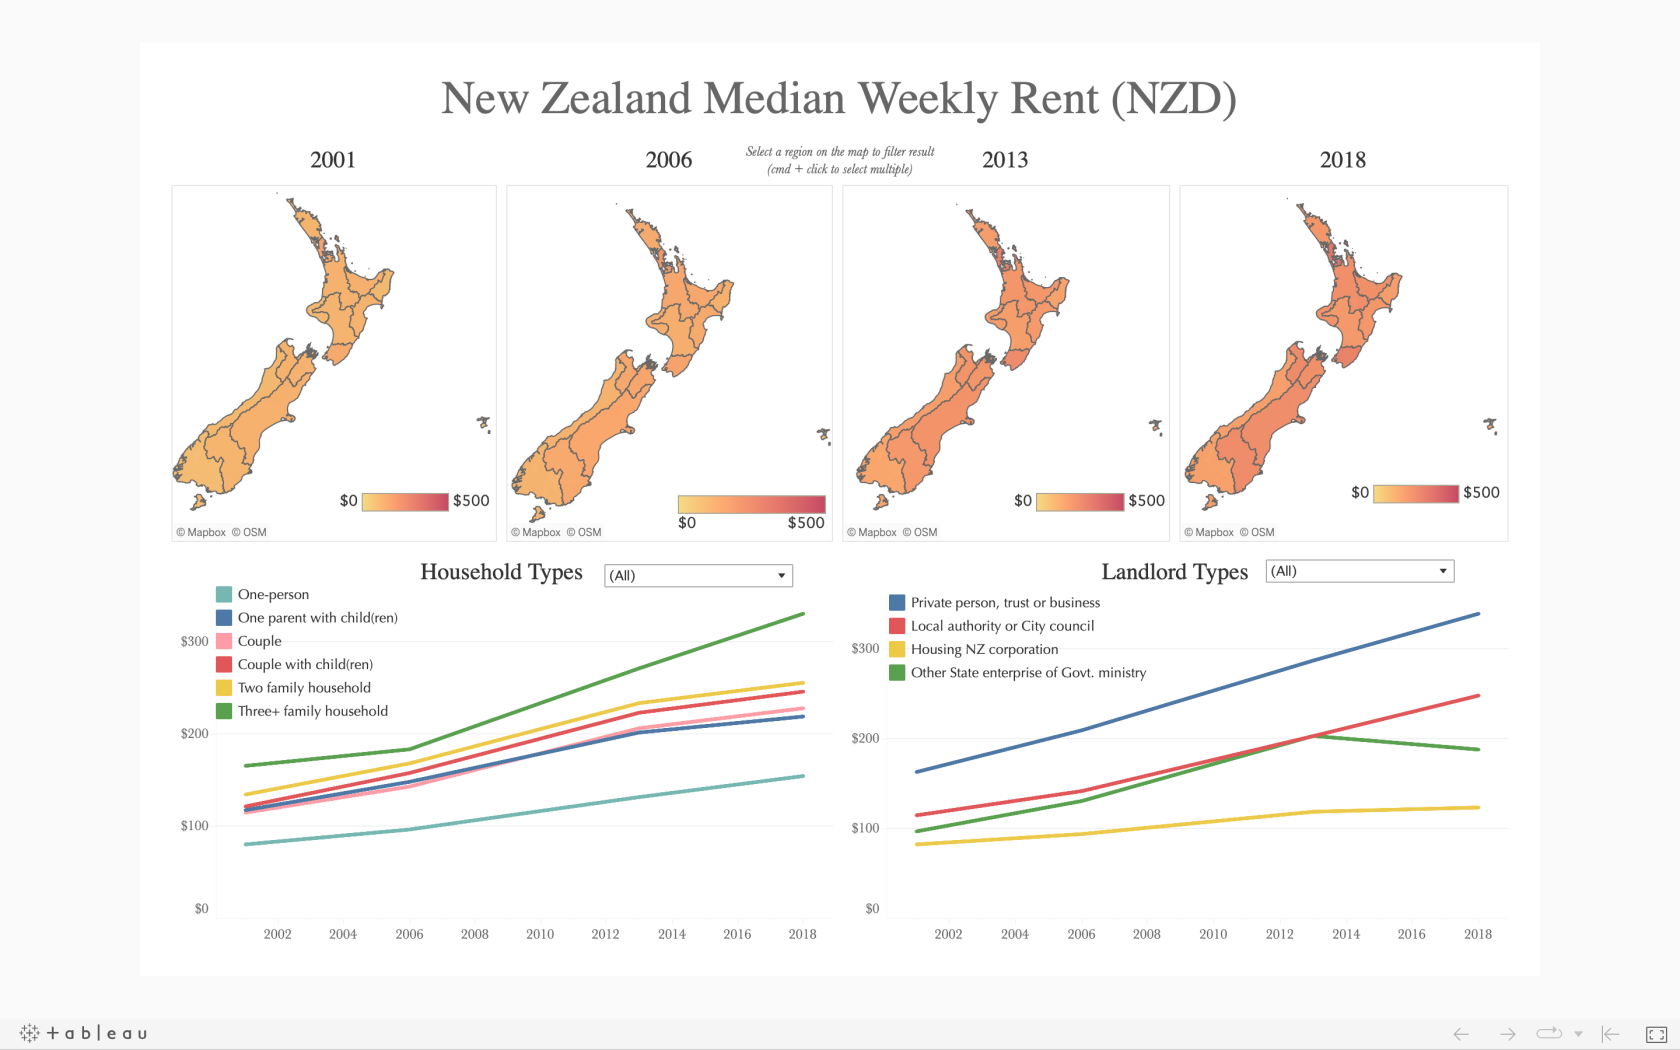 New Zealand Median Weekly Rent (NZD)
2001
2006
Select a region on the map to filter result
(cmd + click to select multiple)
2013
2018
$0
$500
© Mapbox © OSM
$0
$500
© Mapbox © OSM
$0
$500
© Mapbox © OSM
$0
$500
© Mapbox © OSM
Household Types
(All)
One-person
One parent with child(ren)
Couple
Couple with child(ren)
Two family household
Three+ family household
$300
$200
$100
$0
2002 2004 2006 2008 2010 2012 2014 2016 2018
Landlord Types
(All)
Private person, trust or business
Local authority or City council
Housing NZ corporation
Other State enterprise of Govt. ministry
$300
$200
$100
$0
2002 2004 2006 2008 2010 2012 2014 2016 2018
+ableau